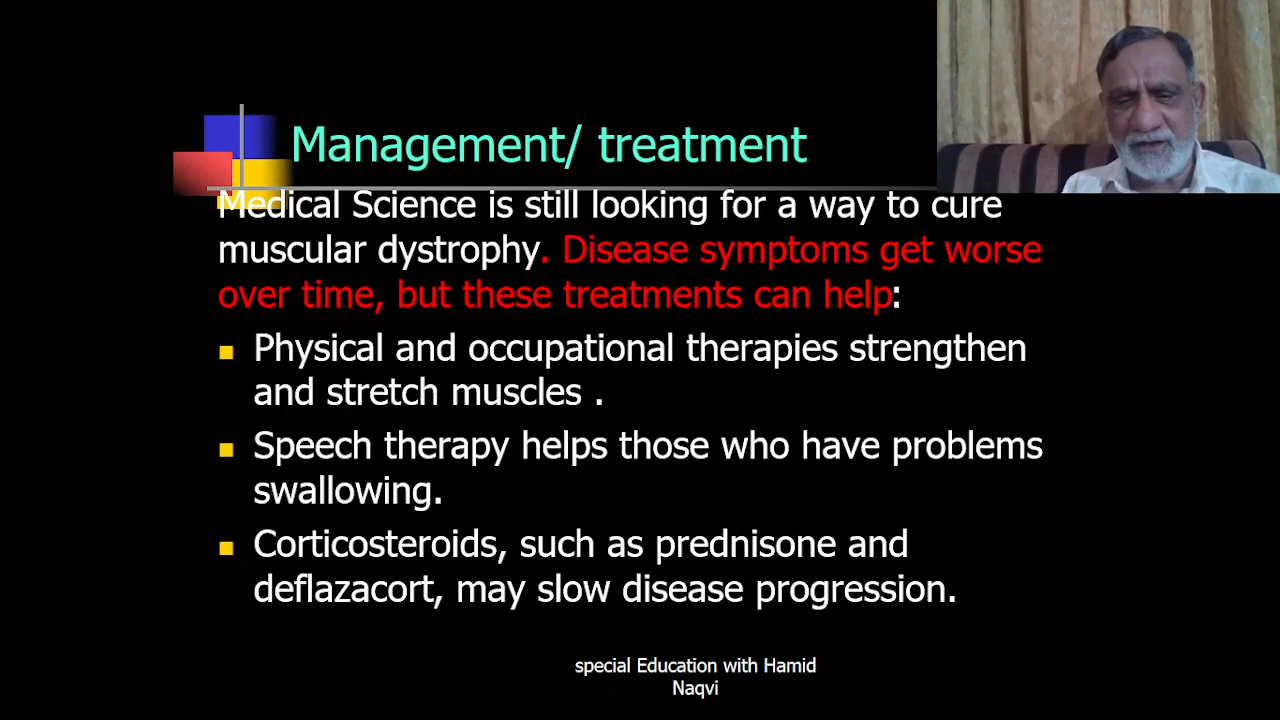 Management/ treatment
Medical Science is still looking for a way to cure
muscular dystrophy. Disease symptoms get worse
over time, but these treatments can help:
Physical and occupational therapies strengthen
and stretch muscles .
Speech therapy helps those who have problems
swallowing.
Corticosteroids, such as prednisone and
deflazacort, may slow disease progression.
special Education with Hamid
Naqvi